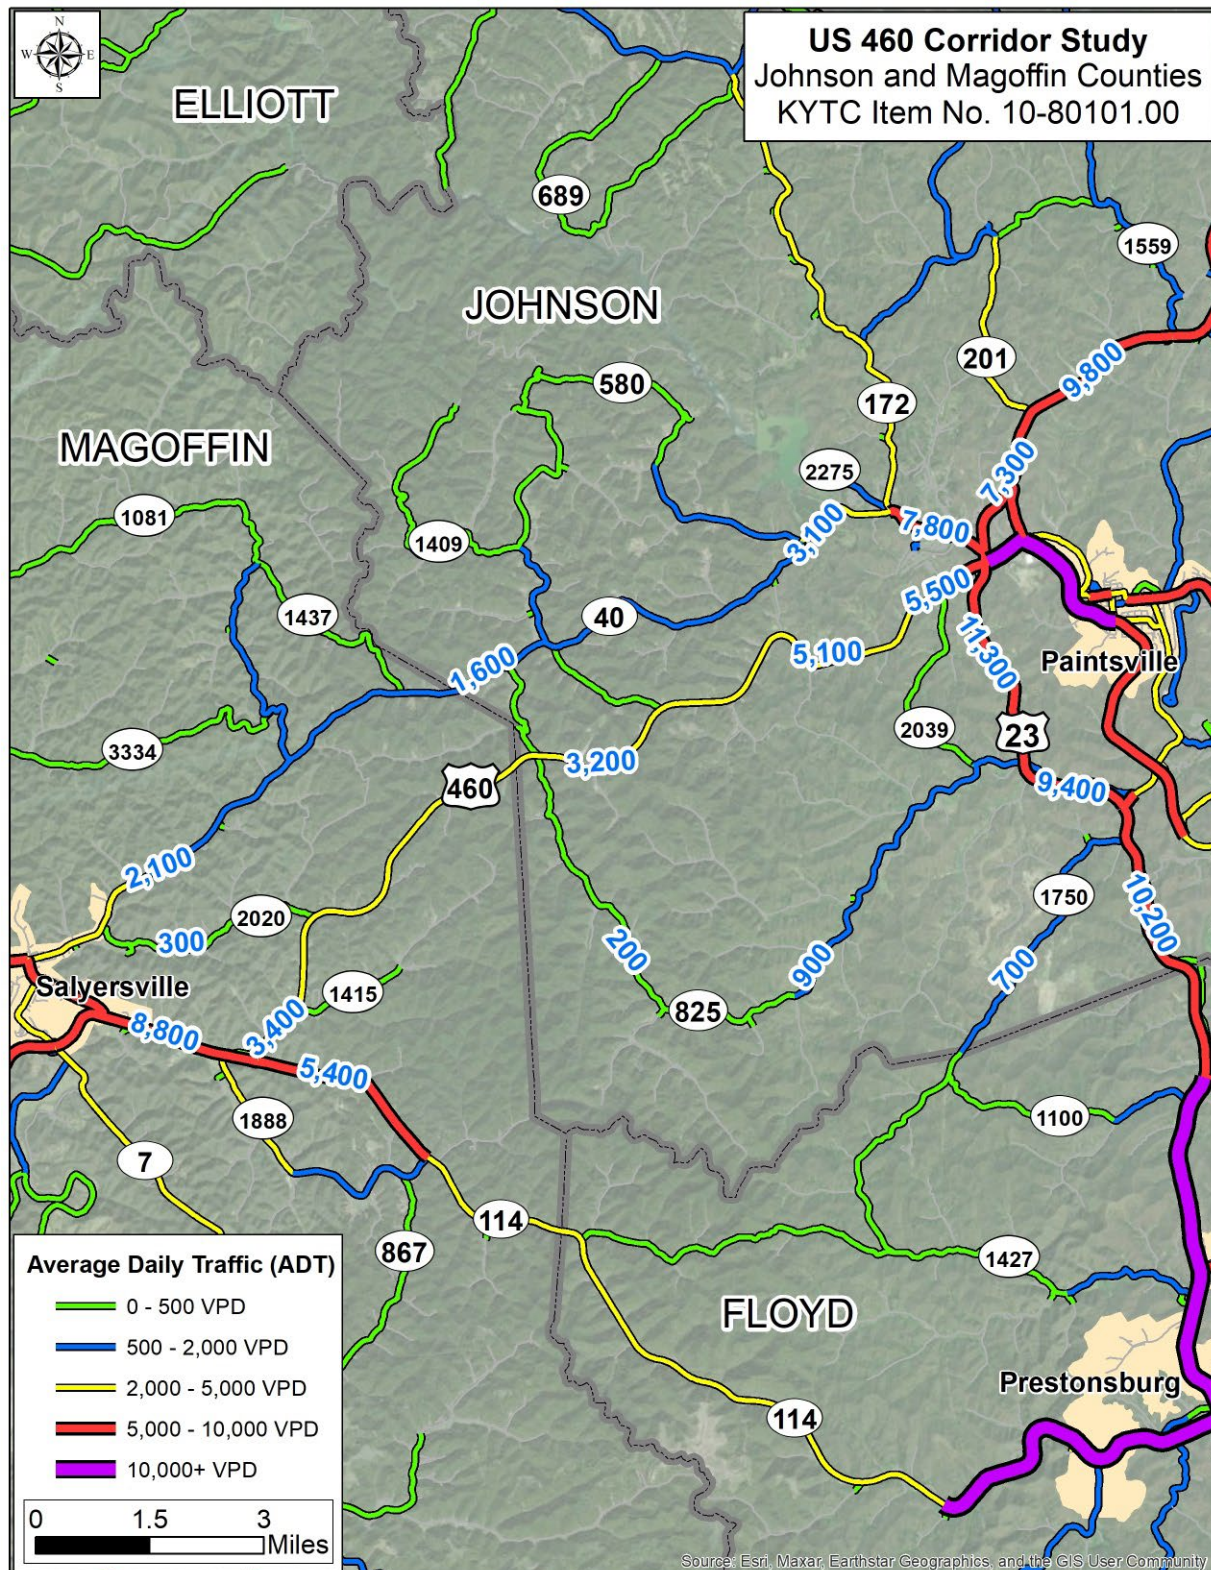 N
W E
S
US 460 Corridor Study
Johnson and Magoffin Counties
KYTC Item No. 10-80101.00
ELLIOTT
689
1559
JOHNSON
201
9,800
580
172
MAGOFFIN
2275
7,300
1081
3,100
7,800
1409
5,500
1437
40
11,300
5,100
1,600
Paintsville
2039
23
3334
3,200
460
9,400
2,100
1750
10,200
2020
300
200
900
700
Salyersville
1415
825
3,400
8,800
5,400
1888
1100
7
114
867
1427
FLOYD
Prestonsburg
114
Average Daily Traffic (ADT)
0 - 500 VPD
500 - 2,000 VPD
2,000 - 5,000 VPD
5,000 - 10,000 VPD
10,000+ VPD
0 1.5 3
Miles
Source: Esri, Maxar, Earthstar Geographics, and the GIS User Community